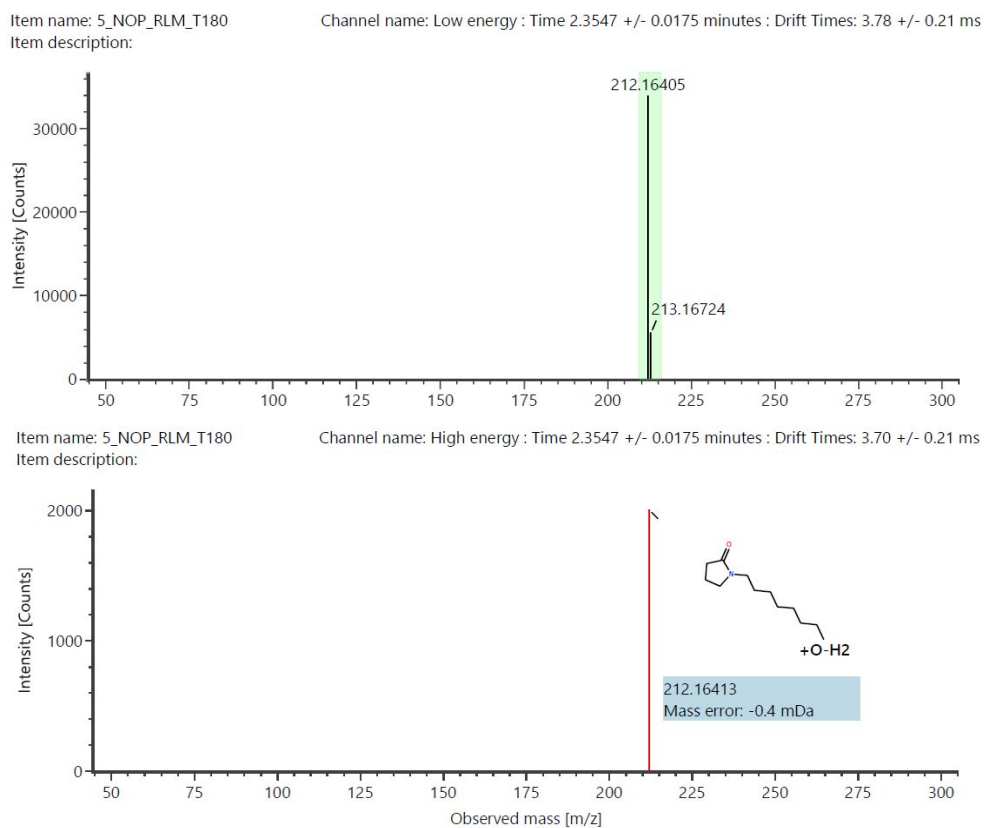 Item name: 5_NOP_RLM_T180 Channel name: Low energy : Time 2.3547 +/- 0.0175 minutes : Drift Times: 3.78 +/- 0.21 ms
Item description:
212.16405
30000
20000
10000
0
213.16724
Intensity [Counts]
50 75 100 125 150 175 200 225 250 275 300
Item name: 5_NOP_RLM_T180 Channel name: High energy : Time 2.3547 +/- 0.0175 minutes : Drift Times: 3.70 +/- 0.21 ms
Item description:
2000
1000
0
Intensity [Counts]
O
N
+O-H2
212.16413
Mass error: -0.4 mDa
50 75 100 125 150 175 200 225 250 275 300
Observed mass [m/z]